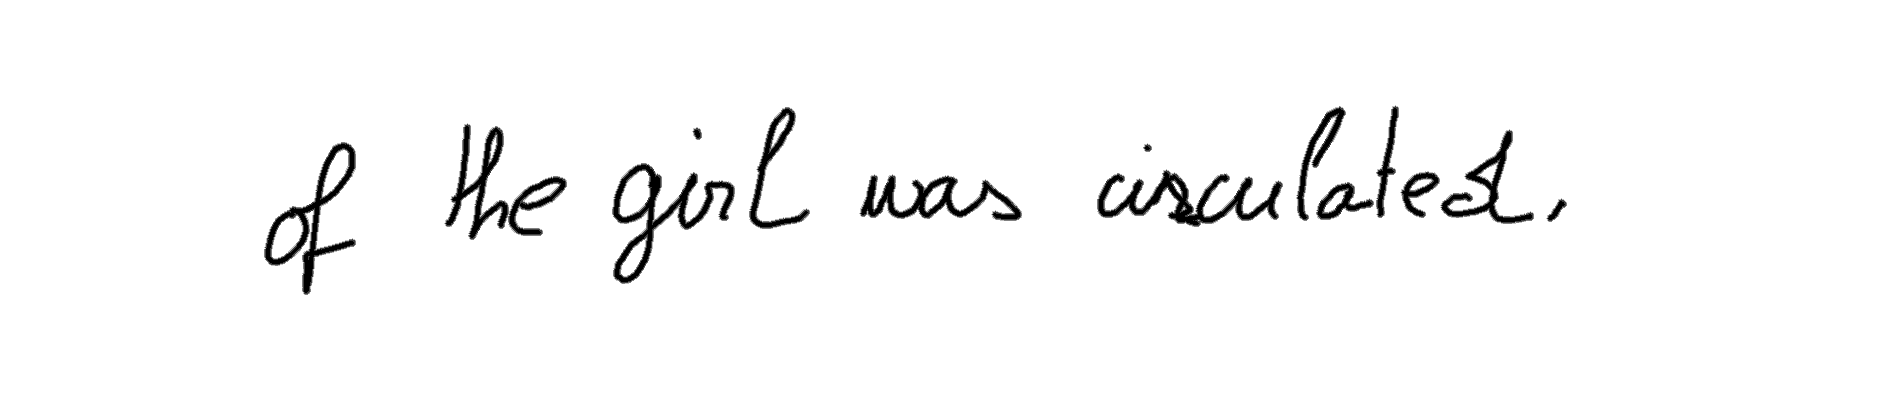 of the girl was circulated,